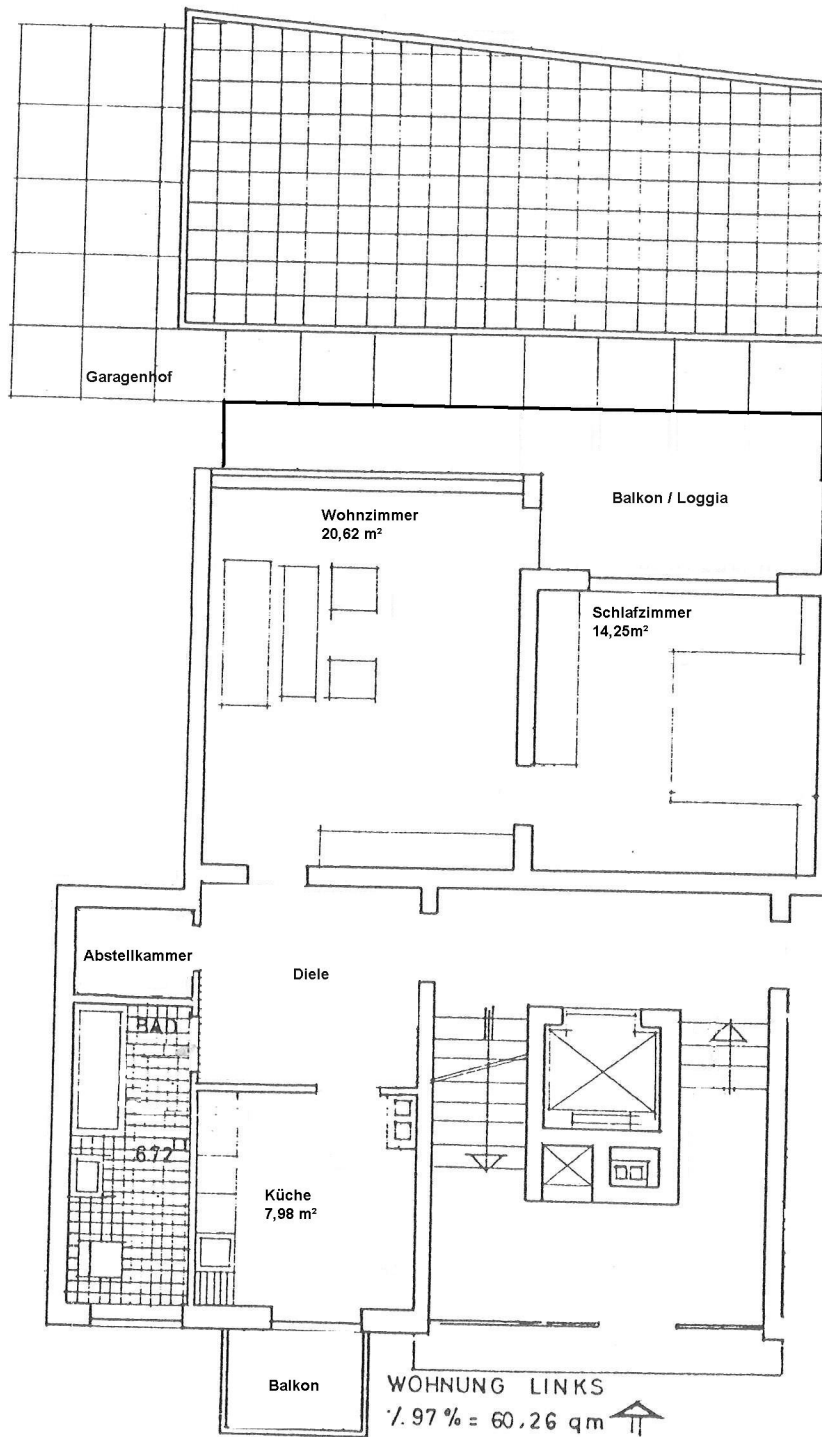 Garagenhof
Balkon / Loggia
Wohnzimmer
20,62 m²
Schlafzimmer
14,25m²
Abstellkammer
Diele
BAD
6.72
Küche
7,98 m²
Balkon
WOHNUNG LINKS
·/. 97 % = 60,26 qm